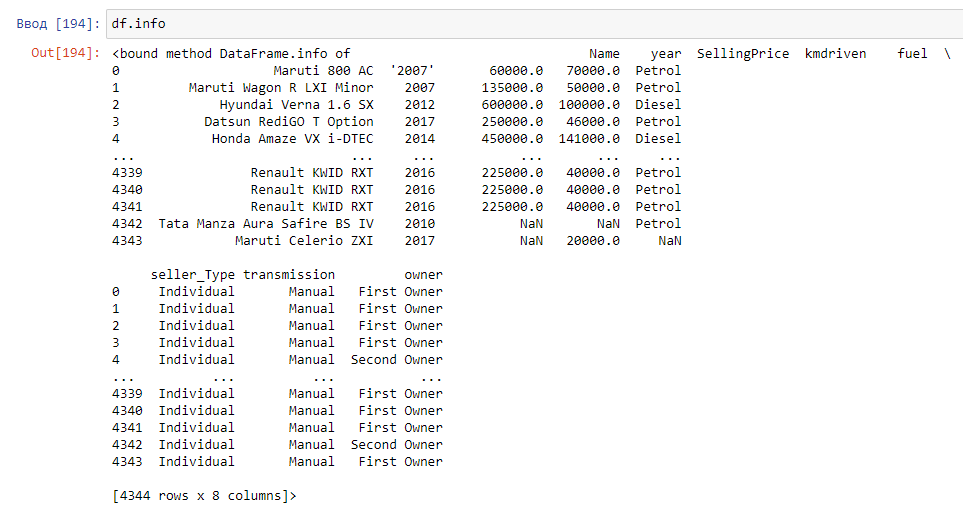 Ввод [194]: df.info
Out[194]: <bound method DataFrame.info of                               Name  year  SellingPrice  kmdriven    fuel  \
0                    Maruti 800 AC  '2007'       60000.0   70000.0  Petrol
1         Maruti Wagon R LXI Minor    2007      135000.0   50000.0  Petrol
2             Hyundai Verna 1.6 SX    2012      600000.0  100000.0  Diesel
3           Datsun RediGO T Option    2017      250000.0   46000.0  Petrol
4            Honda Amaze VX i-DTEC    2014      450000.0  141000.0  Diesel
...                            ...   ...           ...       ...     ...
4339              Renault KWID RXT    2016      225000.0   40000.0  Petrol
4340              Renault KWID RXT    2016      225000.0   40000.0  Petrol
4341              Renault KWID RXT    2016      225000.0   40000.0  Petrol
4342  Tata Manza Aura Safire BS IV    2010           NaN       NaN  Petrol
4343            Maruti Celerio ZXI    2017           NaN   20000.0     NaN
seller_Type transmission         owner
0      Individual       Manual   First Owner
1      Individual       Manual   First Owner
2      Individual       Manual   First Owner
3      Individual       Manual   First Owner
4      Individual       Manual  Second Owner
...           ...          ...           ...
4339   Individual       Manual   First Owner
4340   Individual       Manual   First Owner
4341   Individual       Manual   First Owner
4342   Individual       Manual  Second Owner
4343   Individual       Manual   First Owner
[4344 rows x 8 columns]>